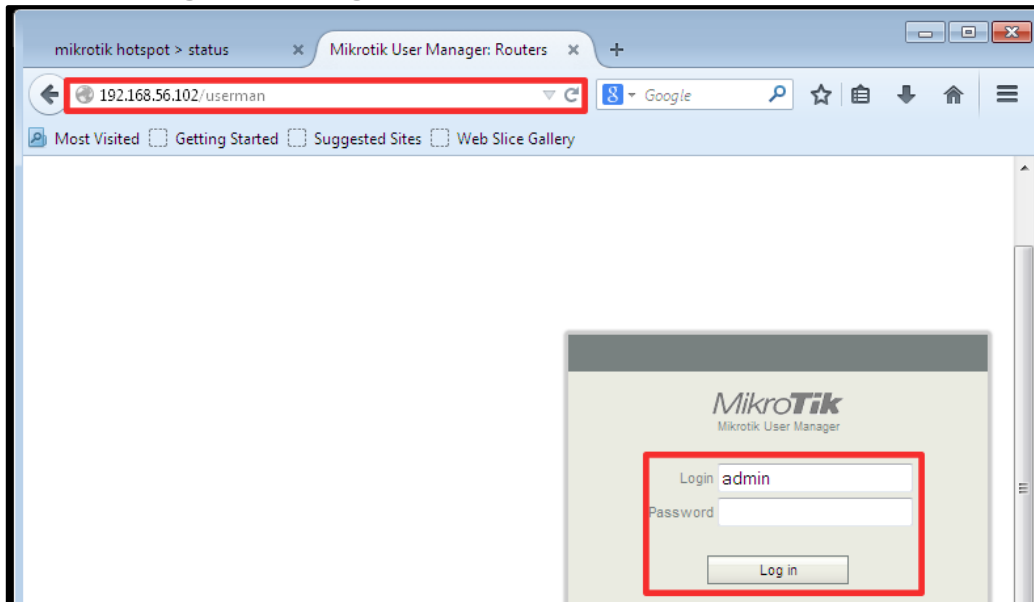 mikrotik hotspot > status
Mikrotik User Manager: Routers
192.168.56.102/userman
Google
Most Visited Getting Started Suggested Sites Web Slice Gallery
MikroTik
Mikrotik User Manager
Login admin
Password
Log in